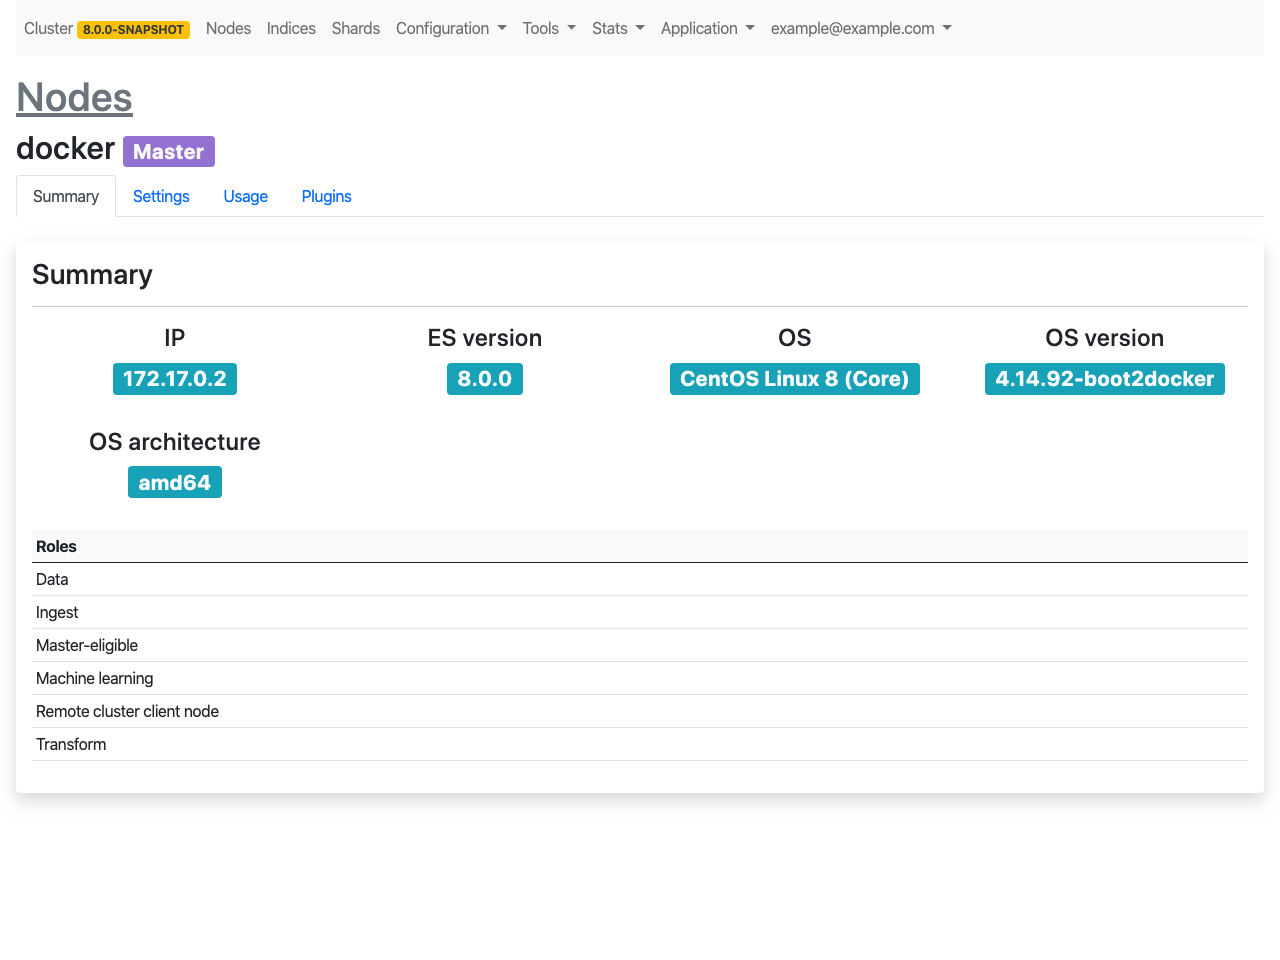 Cluster 8.0.0-SNAPSHOT Nodes Indices Shards Configuration Tools Stats Application example@example.com
Nodes
docker Master
Summary Settings Usage Plugins
Summary
IP ES version OS OS version
172.17.0.2 8.0.0 CentOS Linux 8 (Core) 4.14.92-boot2docker
OS architecture
amd64
Roles
Data
Ingest
Master-eligible
Machine learning
Remote cluster client node
Transform